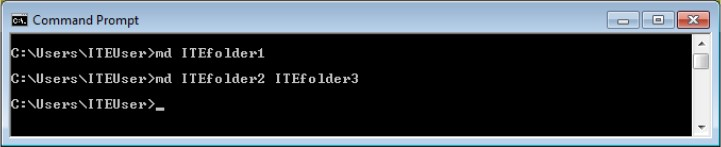 Command Prompt
C:\Users\ITEUser>md ITEfolder1
C:\Users\ITEUser>md ITEfolder2 ITEfolder3
C:\Users\ITEUser>_